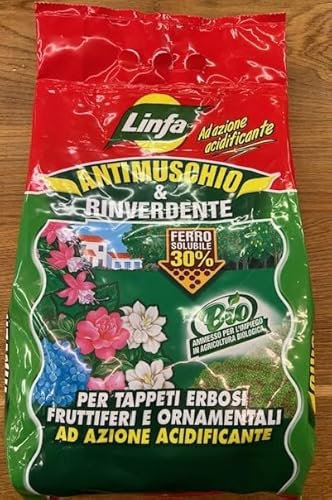 Linfa
Ad azione
acidificante
ANTIMUSCHIO
&
RINVERDENTE
FERRO
SOLUBILE
30%
Bio
AMMESSO PER L'IMPIEGO
IN AGRICOLTURA BIOLOGICA
PER TAPPETI ERBOSI
FRUTTIFERI E ORNAMENTALI
AD AZIONE ACIDIFICANTE